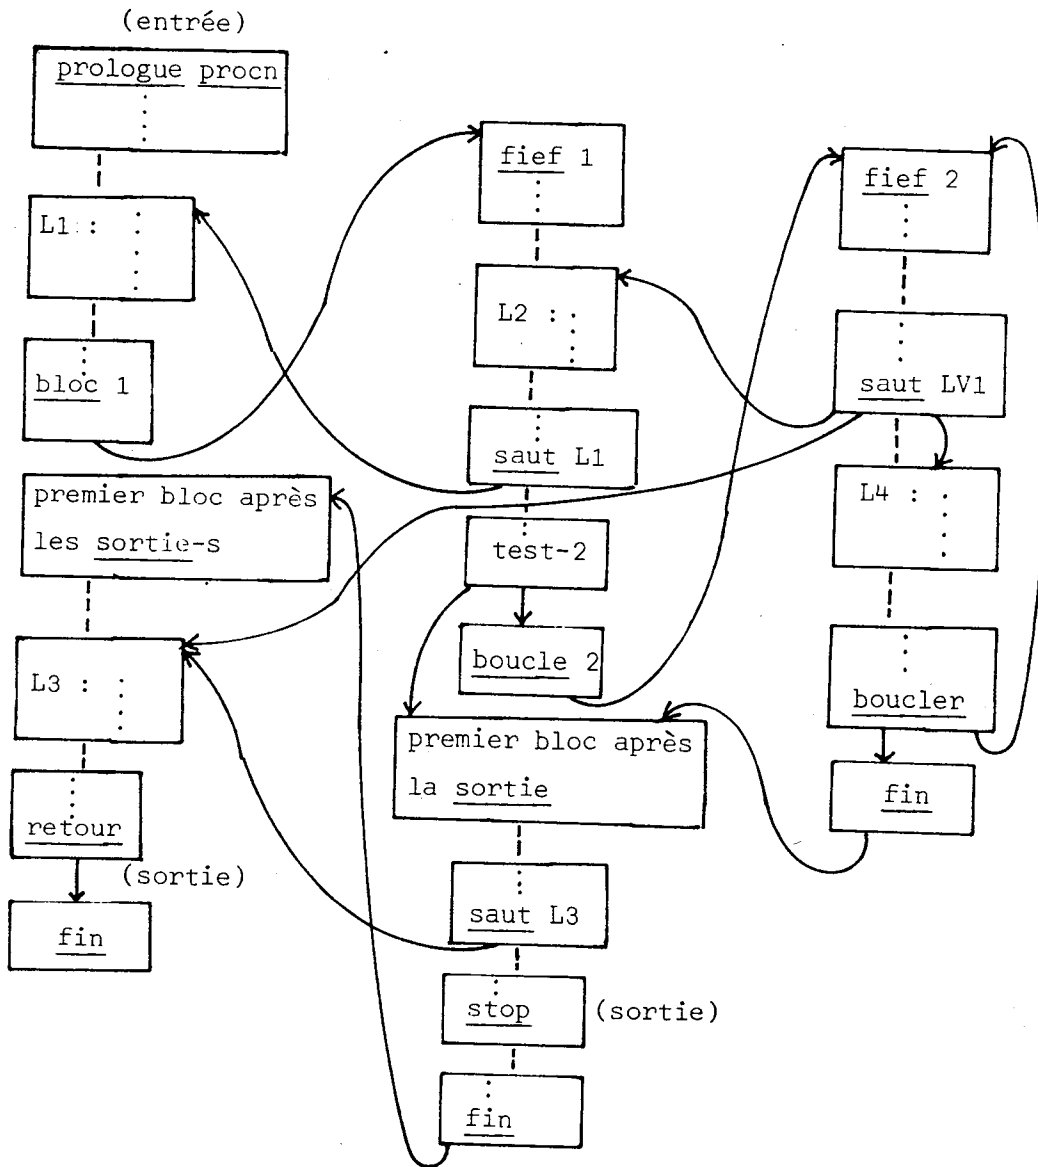 (entrée)
prologue procn
L1 :
bloc 1
premier bloc après
les sortie-s
L3 :
retour
(sortie)
fin
fief 1
L2 :
saut L1
test-2
boucle 2
premier bloc après
la sortie
saut L3
stop
(sortie)
fin
fief 2
saut LV1
L4 :
boucler
fin